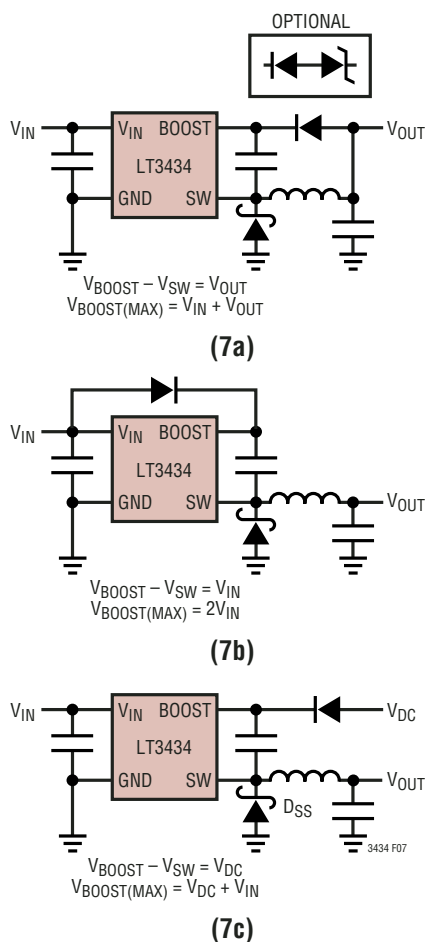 OPTIONAL
VIN VIN BOOST VOUT
LT3434
GND SW
VBOOST – VSW = VOUT
VBOOST(MAX) = VIN + VOUT
(7a)
VIN VIN BOOST
LT3434
GND SW VOUT
VBOOST – VSW = VIN
VBOOST(MAX) = 2VIN
(7b)
VIN VIN BOOST VDC
LT3434
GND SW VOUT
DSS
3434 F07
VBOOST – VSW = VDC
VBOOST(MAX) = VDC + VIN
(7c)